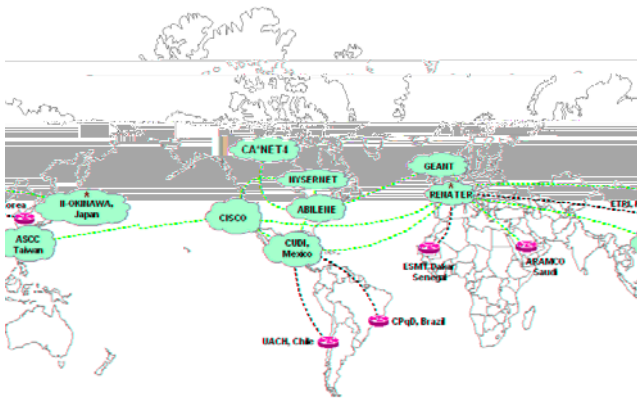 CA*NET4
NYSERNET
GEANT
RENATER
II-OKINAWA,
Japan
orea
CISCO
ABILENE
ETRI,
ASCC
Taiwan
CUDI,
Mexico
ESMT, Dakar
Senegal
ARAMCO
Saudi
UACH, Chile
CPqD, Brazil